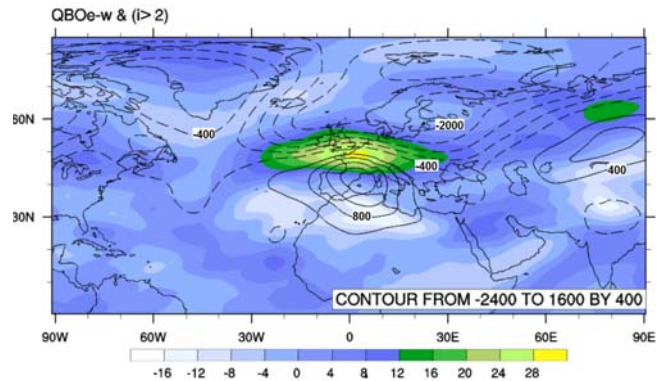 QBOe-w & (i> 2)
-400
-2000
-400
400
800
60N
30N
CONTOUR FROM -2400 TO 1600 BY 400
90W 60W 30W 0 30E 60E 90E
-16 -12 -8 -4 0 4 8 12 16 20 24 28